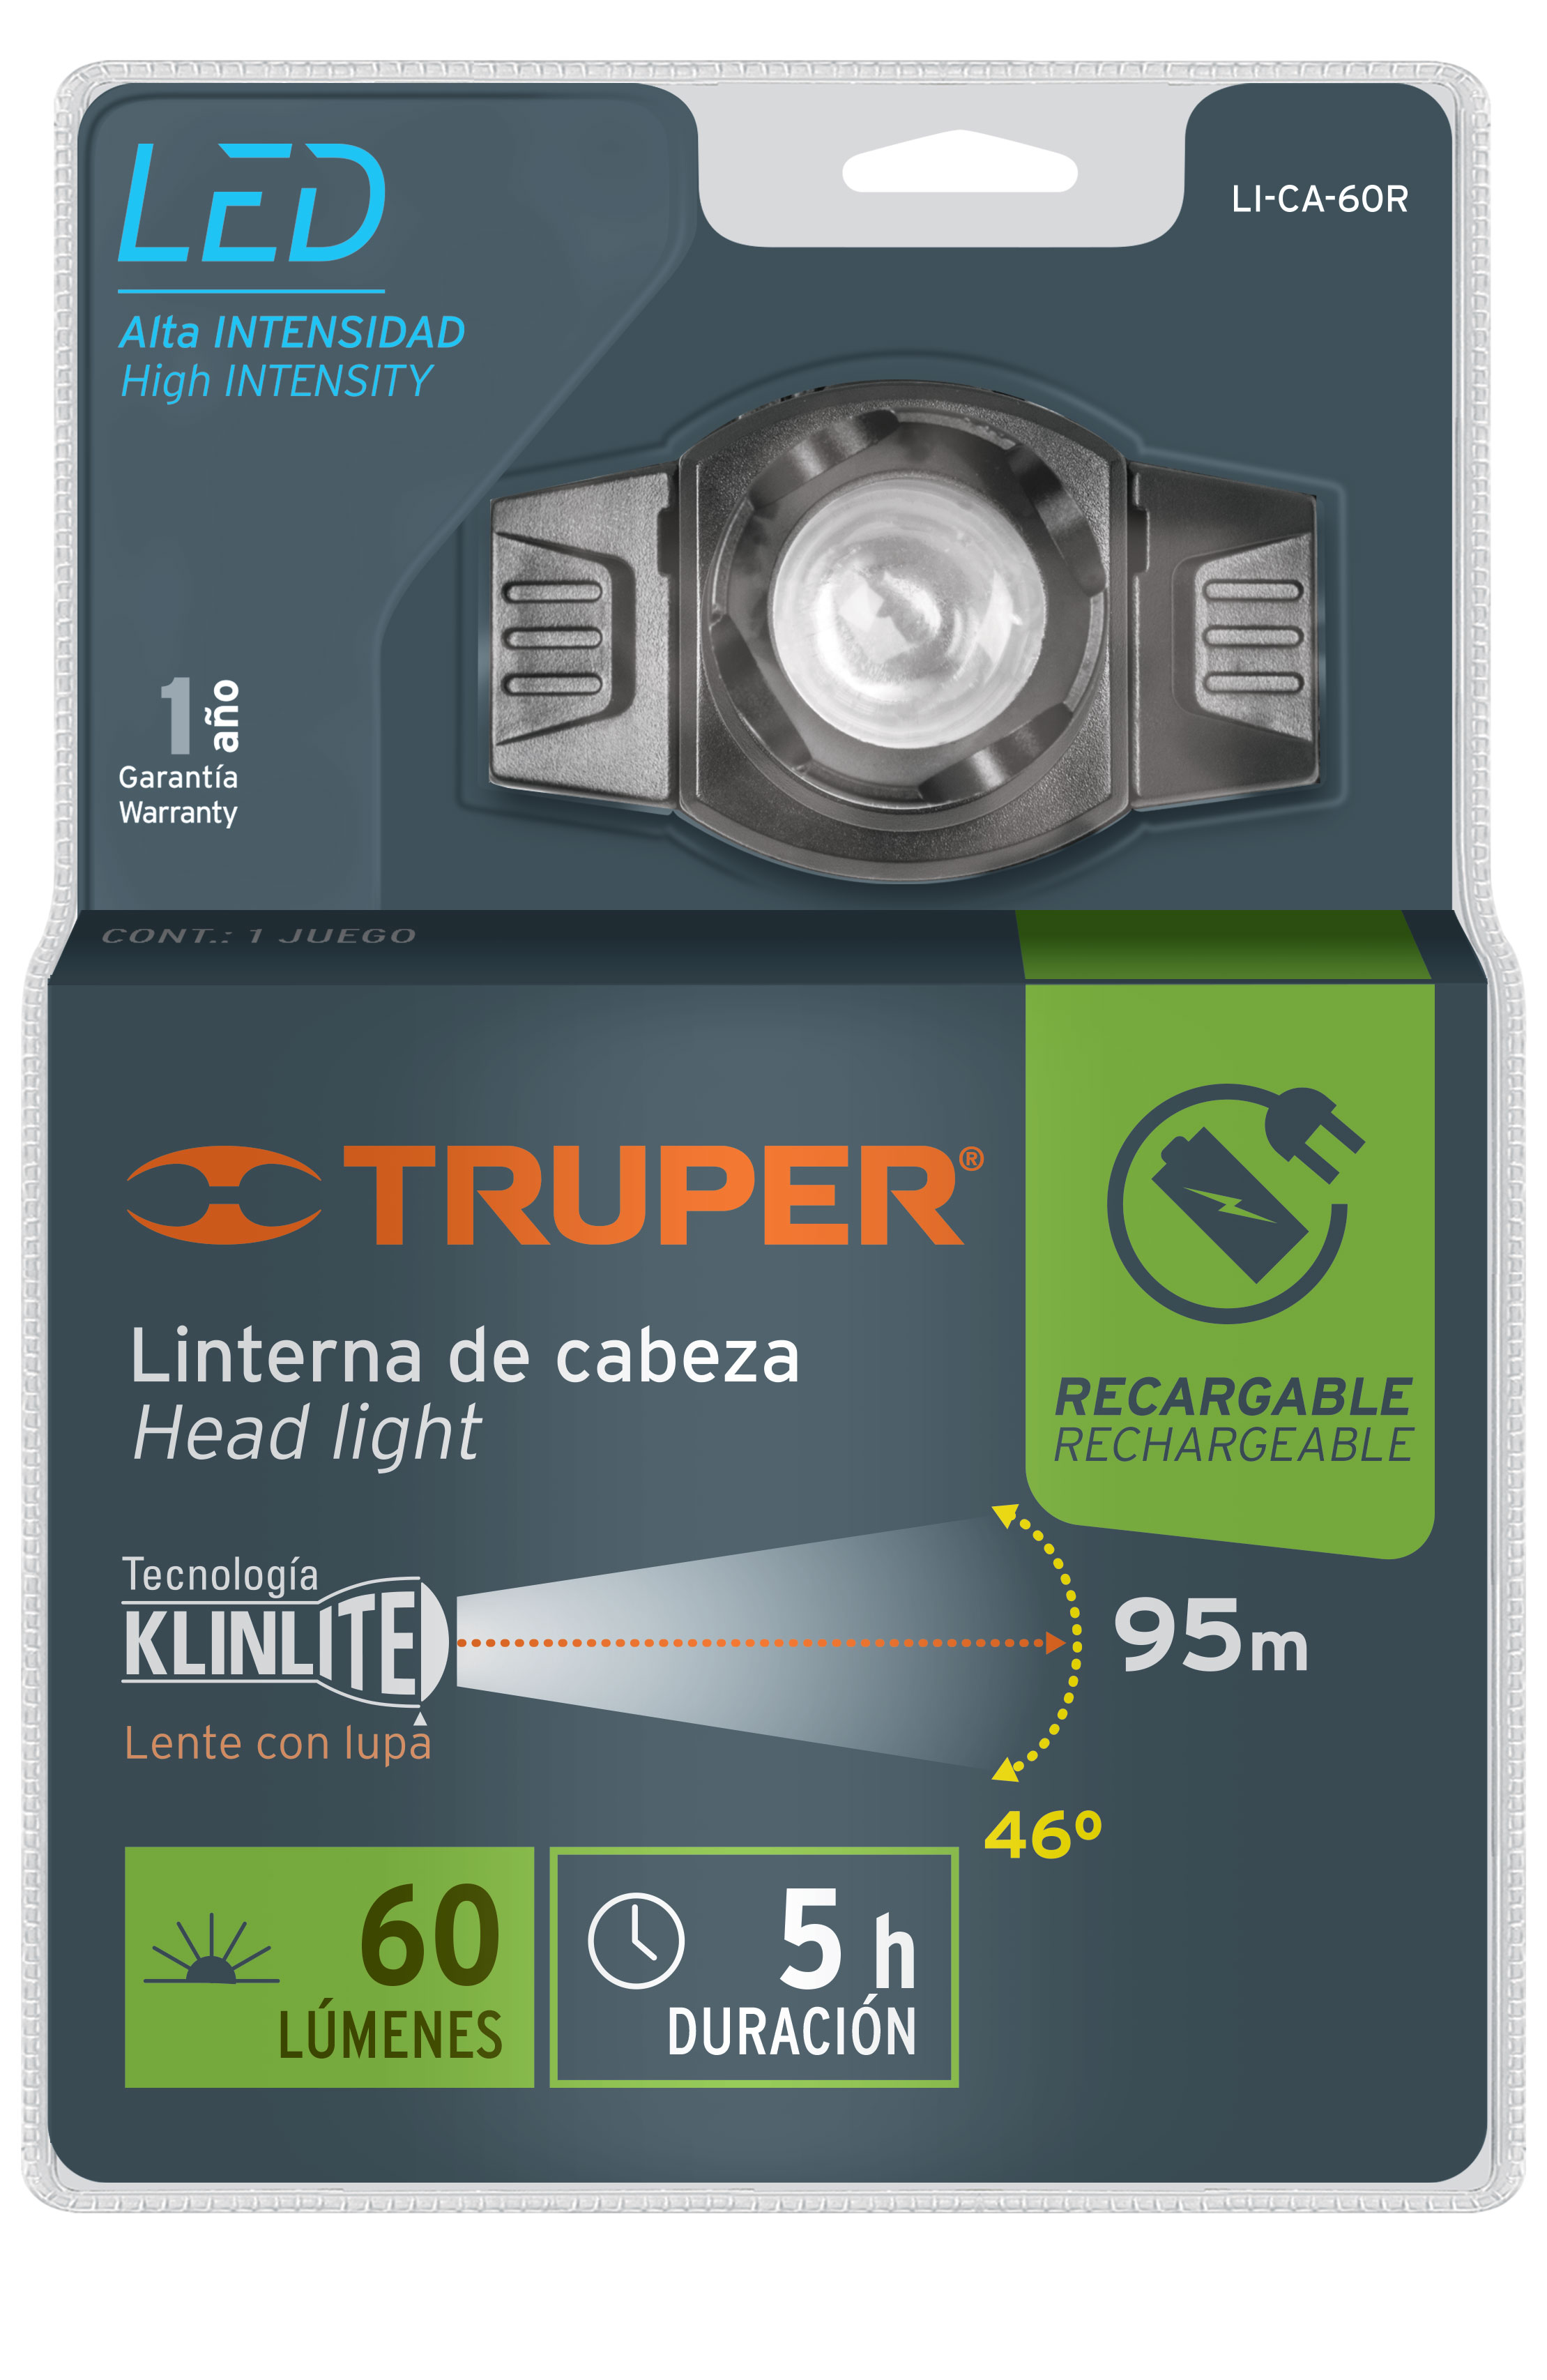 LED
Alta INTENSIDAD
High INTENSITY
LI-CA-60R
1 año
Garantía
Warranty
CONT.: 1 JUEGO
TRUPER®
Linterna de cabeza
Head light
RECARGABLE
RECHARGEABLE
Tecnología
KLINLITE
Lente con lupa
95m
46°
60
LÚMENES
5 h
DURACIÓN